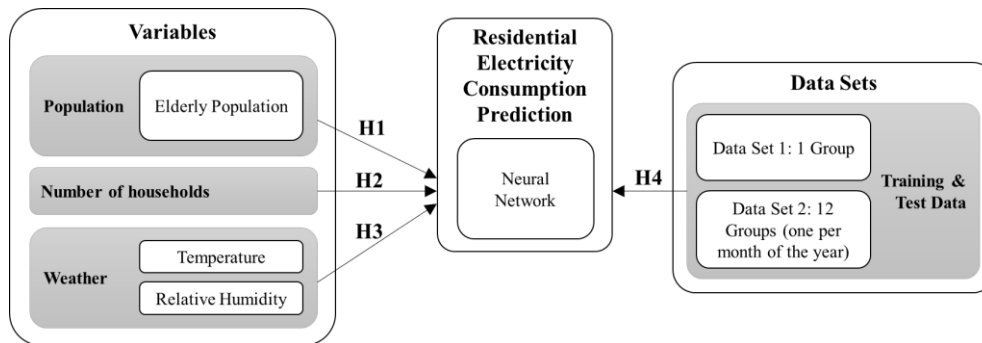 Variables
Population
Elderly Population
Number of households
Weather
Temperature
Relative Humidity
H1
H2
H3
Residential
Electricity
Consumption
Prediction
Neural
Network
H4
Data Sets
Data Set 1: 1 Group
Data Set 2: 12
Groups (one per
month of the year)
Training &
Test Data